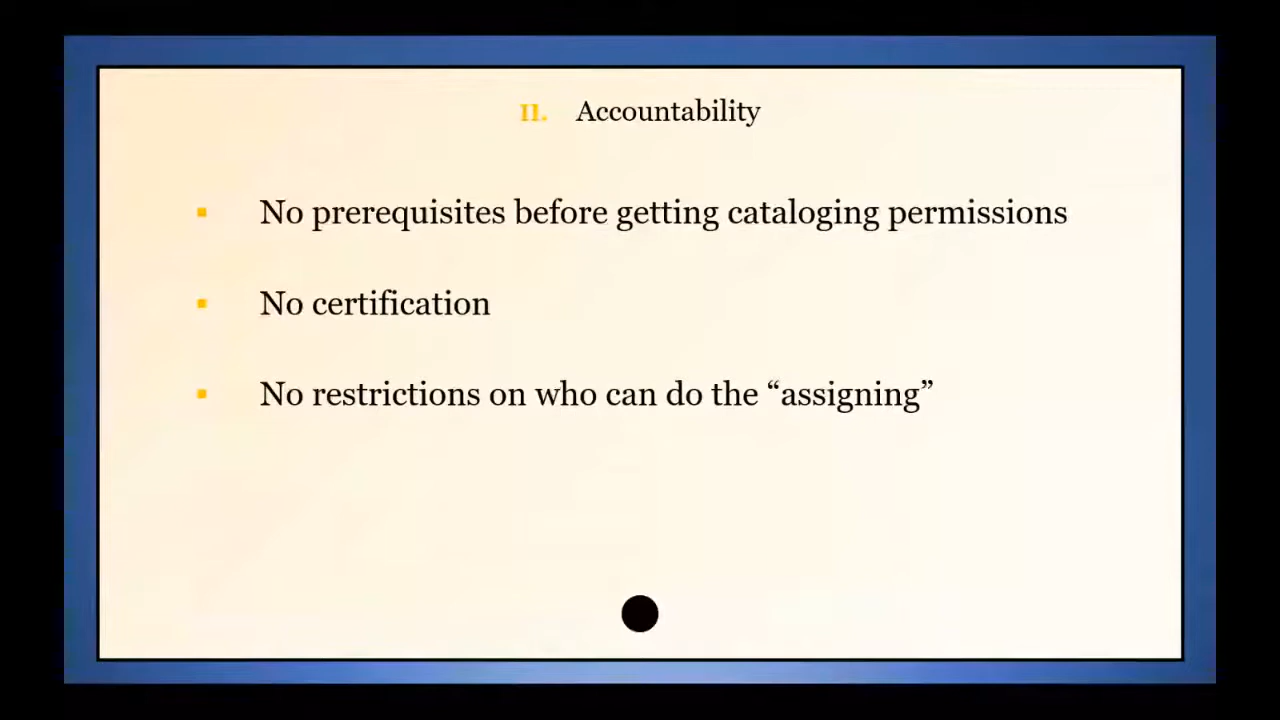 II. Accountability
▪ No prerequisites before getting cataloging permissions
▪ No certification
▪ No restrictions on who can do the “assigning”